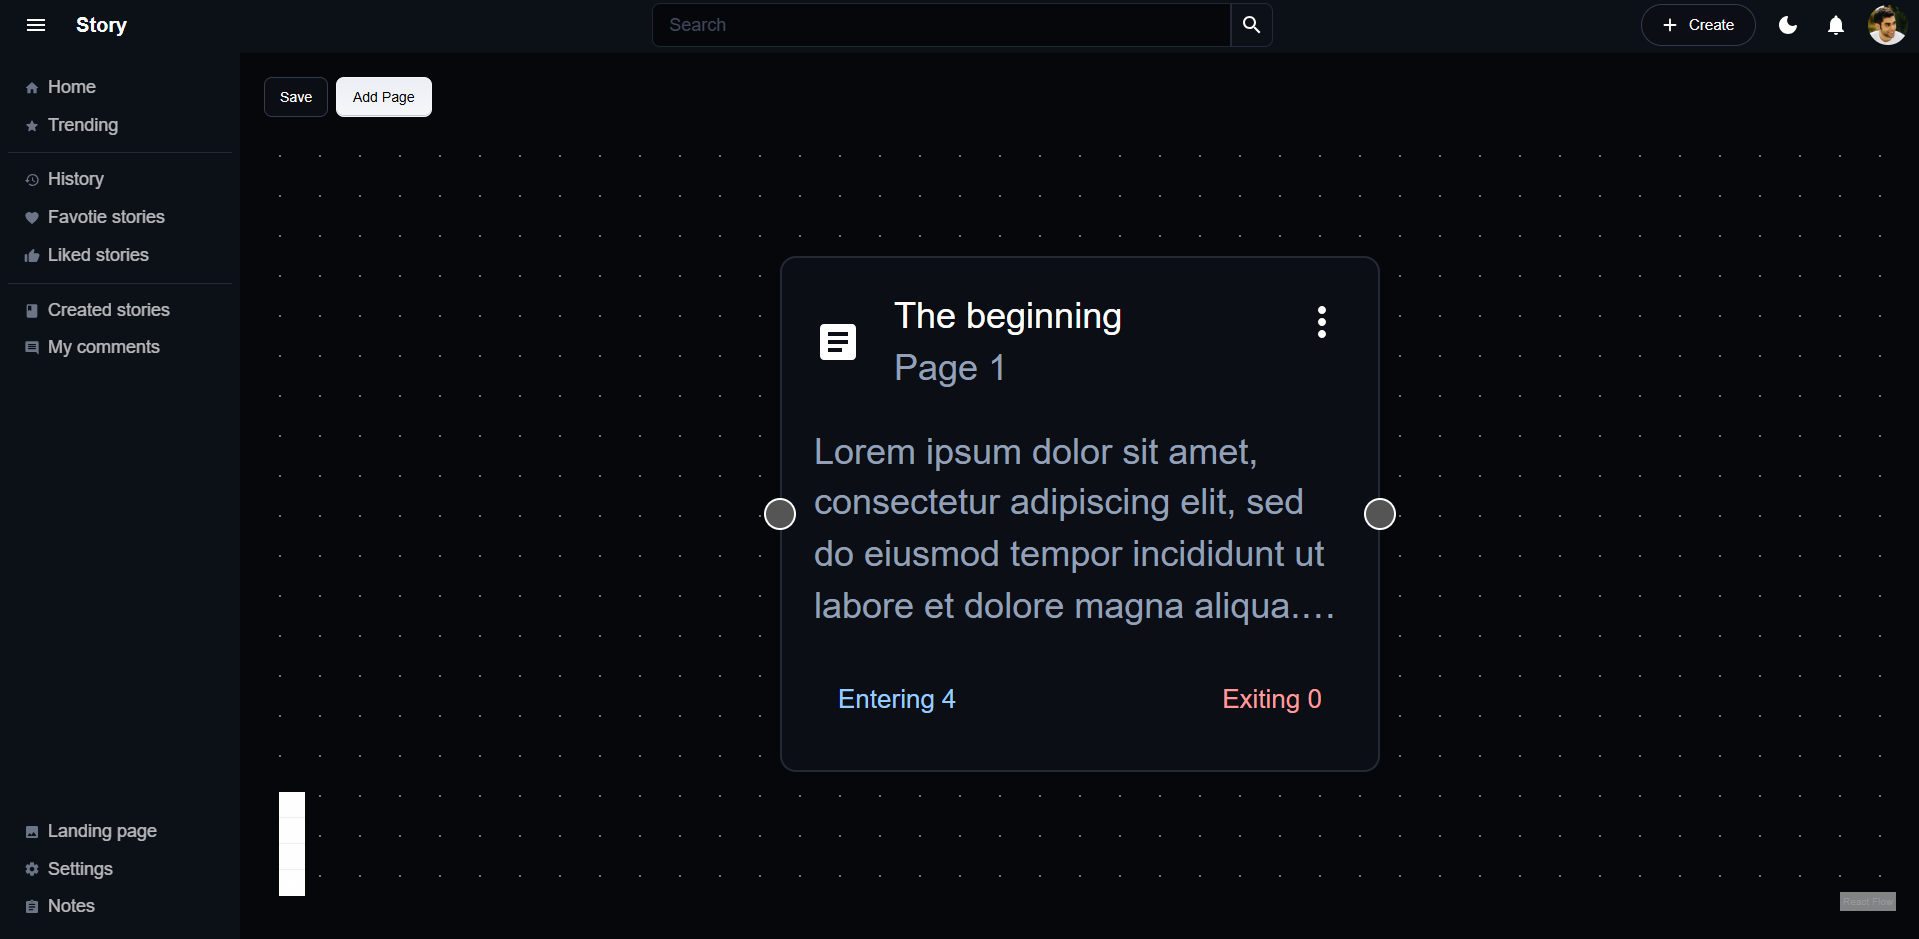 Story
Search
Create
Home
Trending
History
Favotie stories
Liked stories
Created stories
My comments
Landing page
Settings
Notes
Save
Add Page
The beginning
Page 1
Lorem ipsum dolor sit amet,
consectetur adipiscing elit, sed
do eiusmod tempor incididunt ut
labore et dolore magna aliqua.…
Entering 4
Exiting 0
React Flow